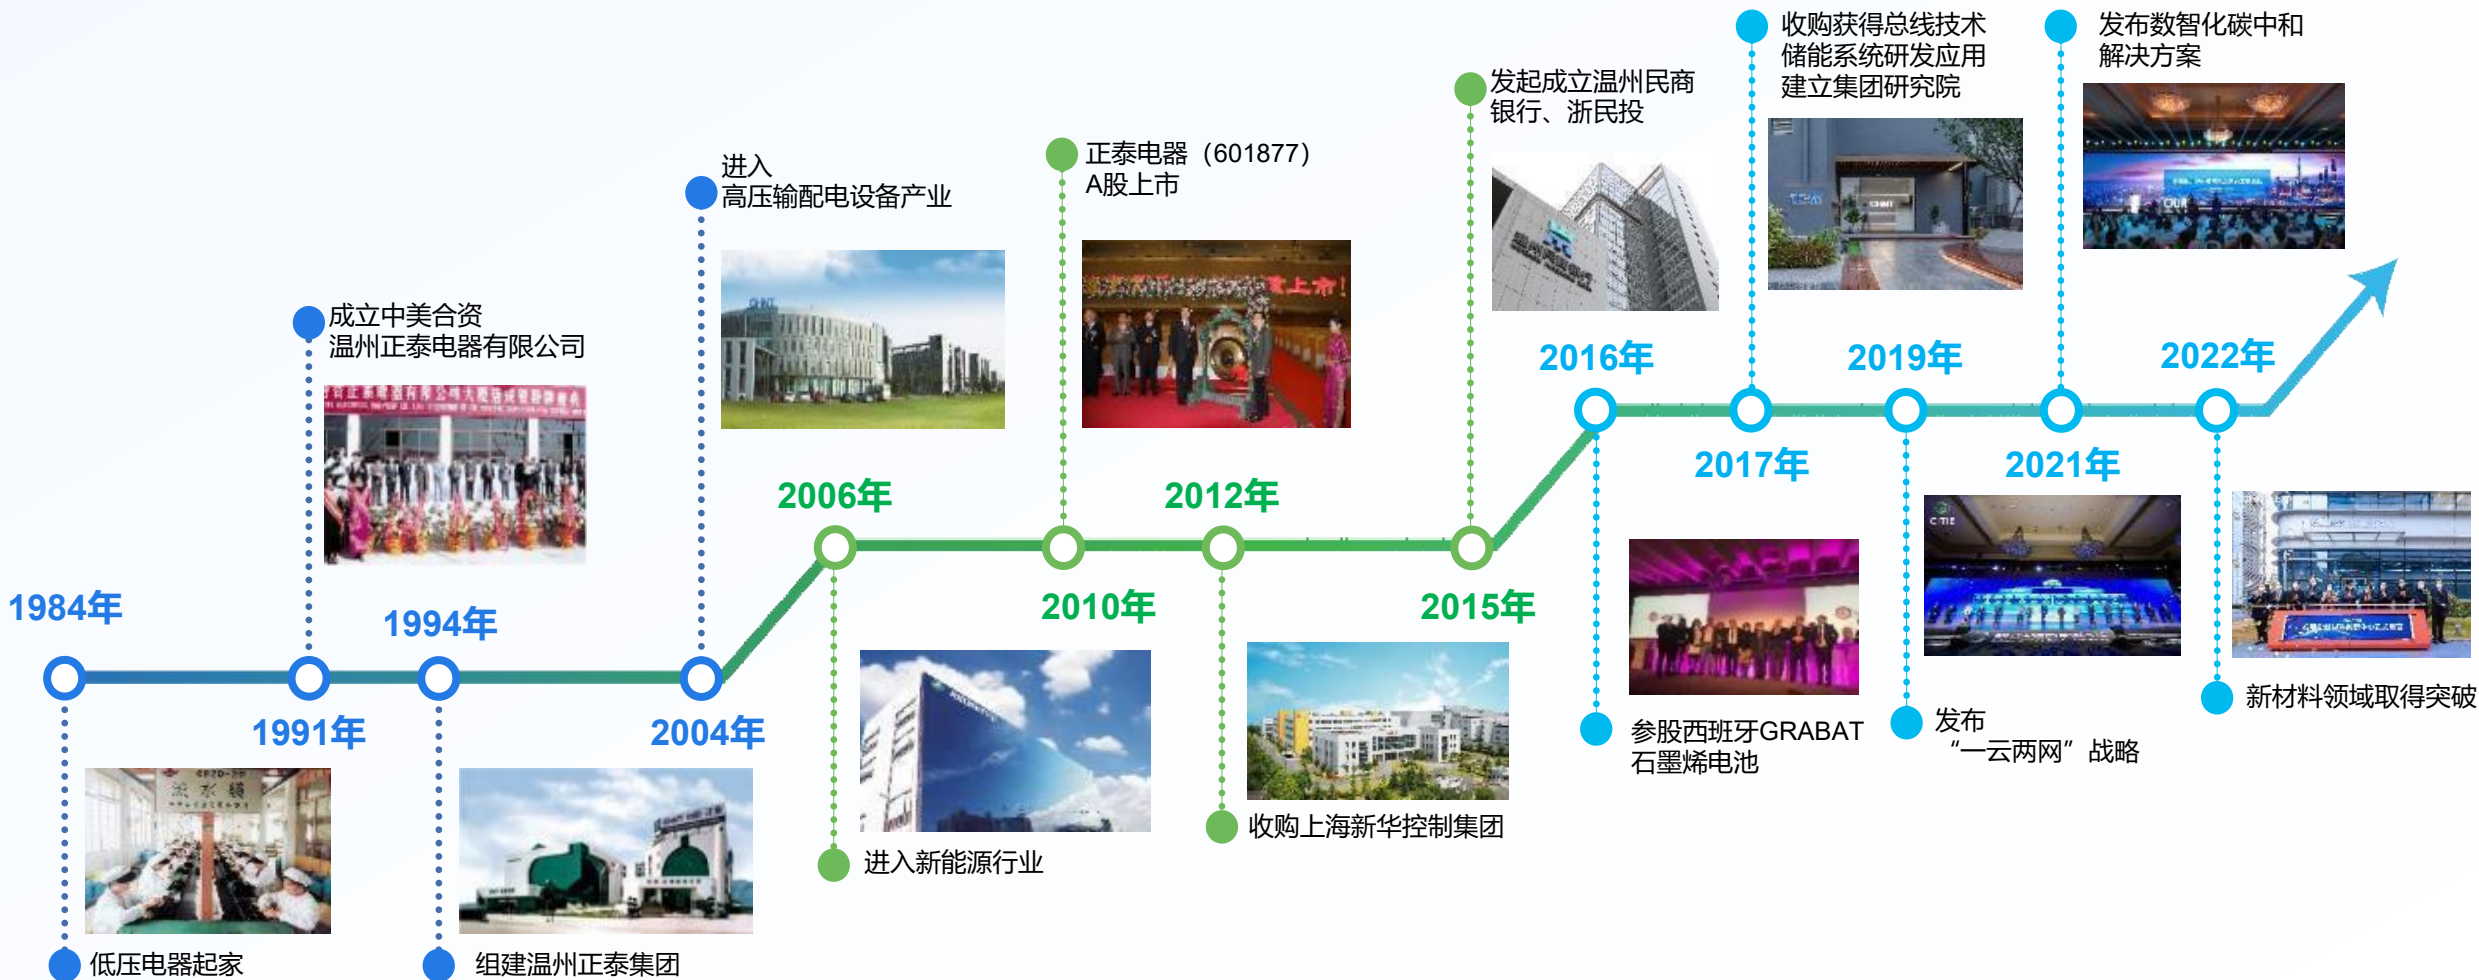 1984年
低压电器起家
1991年
成立中美合资
温州正泰电器有限公司
1994年
组建温州正泰集团
2004年
进入
高压输配电设备产业
2006年
进入新能源行业
2010年
正泰电器（601877）
A股上市
2012年
收购上海新华控制集团
2015年
发起成立温州民商
银行、浙民投
2016年
参股西班牙GRABAT
石墨烯电池
2017年
收购获得总线技术
储能系统研发应用
建立集团研究院
2019年
发布
“一云两网”战略
2021年
发布数智化碳中和
解决方案
2022年
新材料领域取得突破
CHNT
上市！
流水线